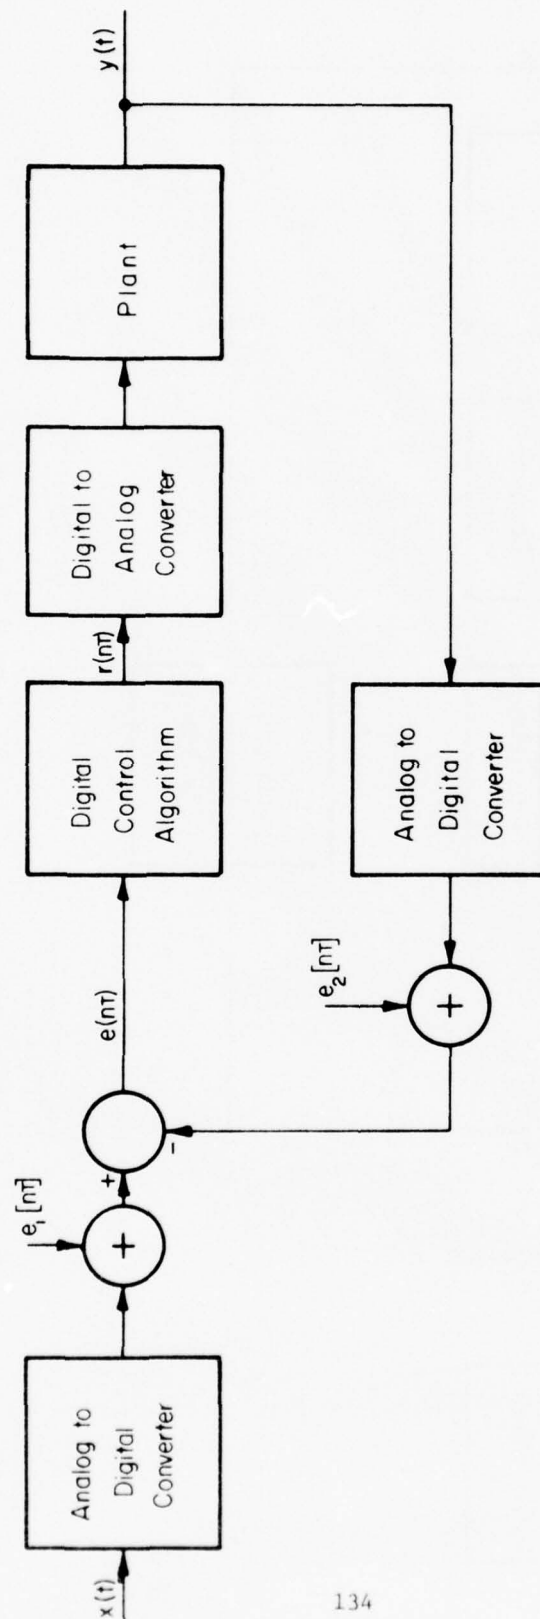 x(t)
Analog to
Digital
Converter
e₁[nT]
+
+
-
e(nT)
Digital
Control
Algorithm
r(nT)
Digital to
Analog
Converter
Plant
y(t)
Analog to
Digital
Converter
e₂[nT]
+
134